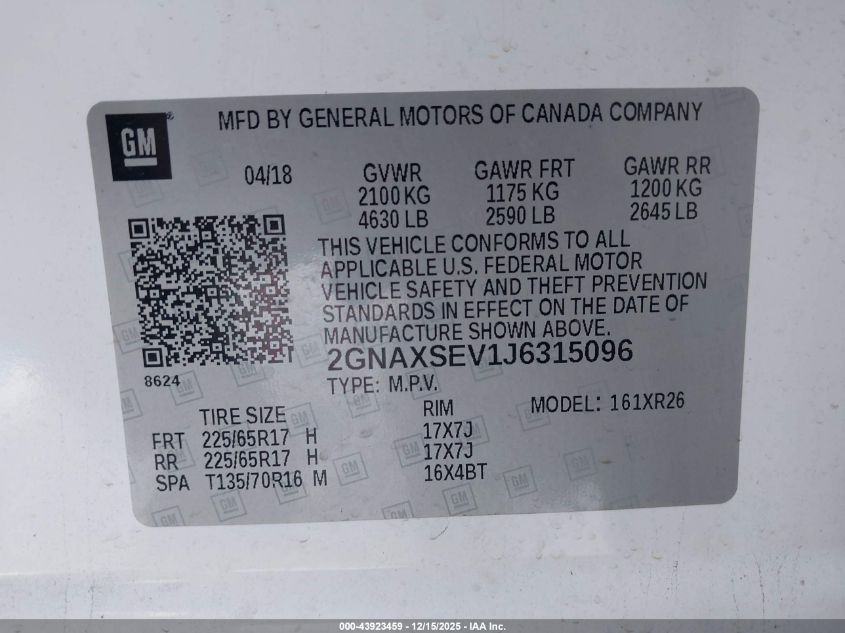 GM ®
MFD BY GENERAL MOTORS OF CANADA COMPANY
04/18 GVWR GAWR FRT GAWR RR
2100 KG 1175 KG 1200 KG
4630 LB 2590 LB 2645 LB
THIS VEHICLE CONFORMS TO ALL
APPLICABLE U.S. FEDERAL MOTOR
VEHICLE SAFETY AND THEFT PREVENTION
STANDARDS IN EFFECT ON THE DATE OF
MANUFACTURE SHOWN ABOVE.
2GNAXSEV1J6315096
8624
TYPE: M.P.V.
TIRE SIZE RIM MODEL: 161XR26
FRT 225/65R17 H 17X7J
RR 225/65R17 H 17X7J
SPA T135/70R16 M 16X4BT
000-43923459 - 12/15/2025 - IAA Inc.